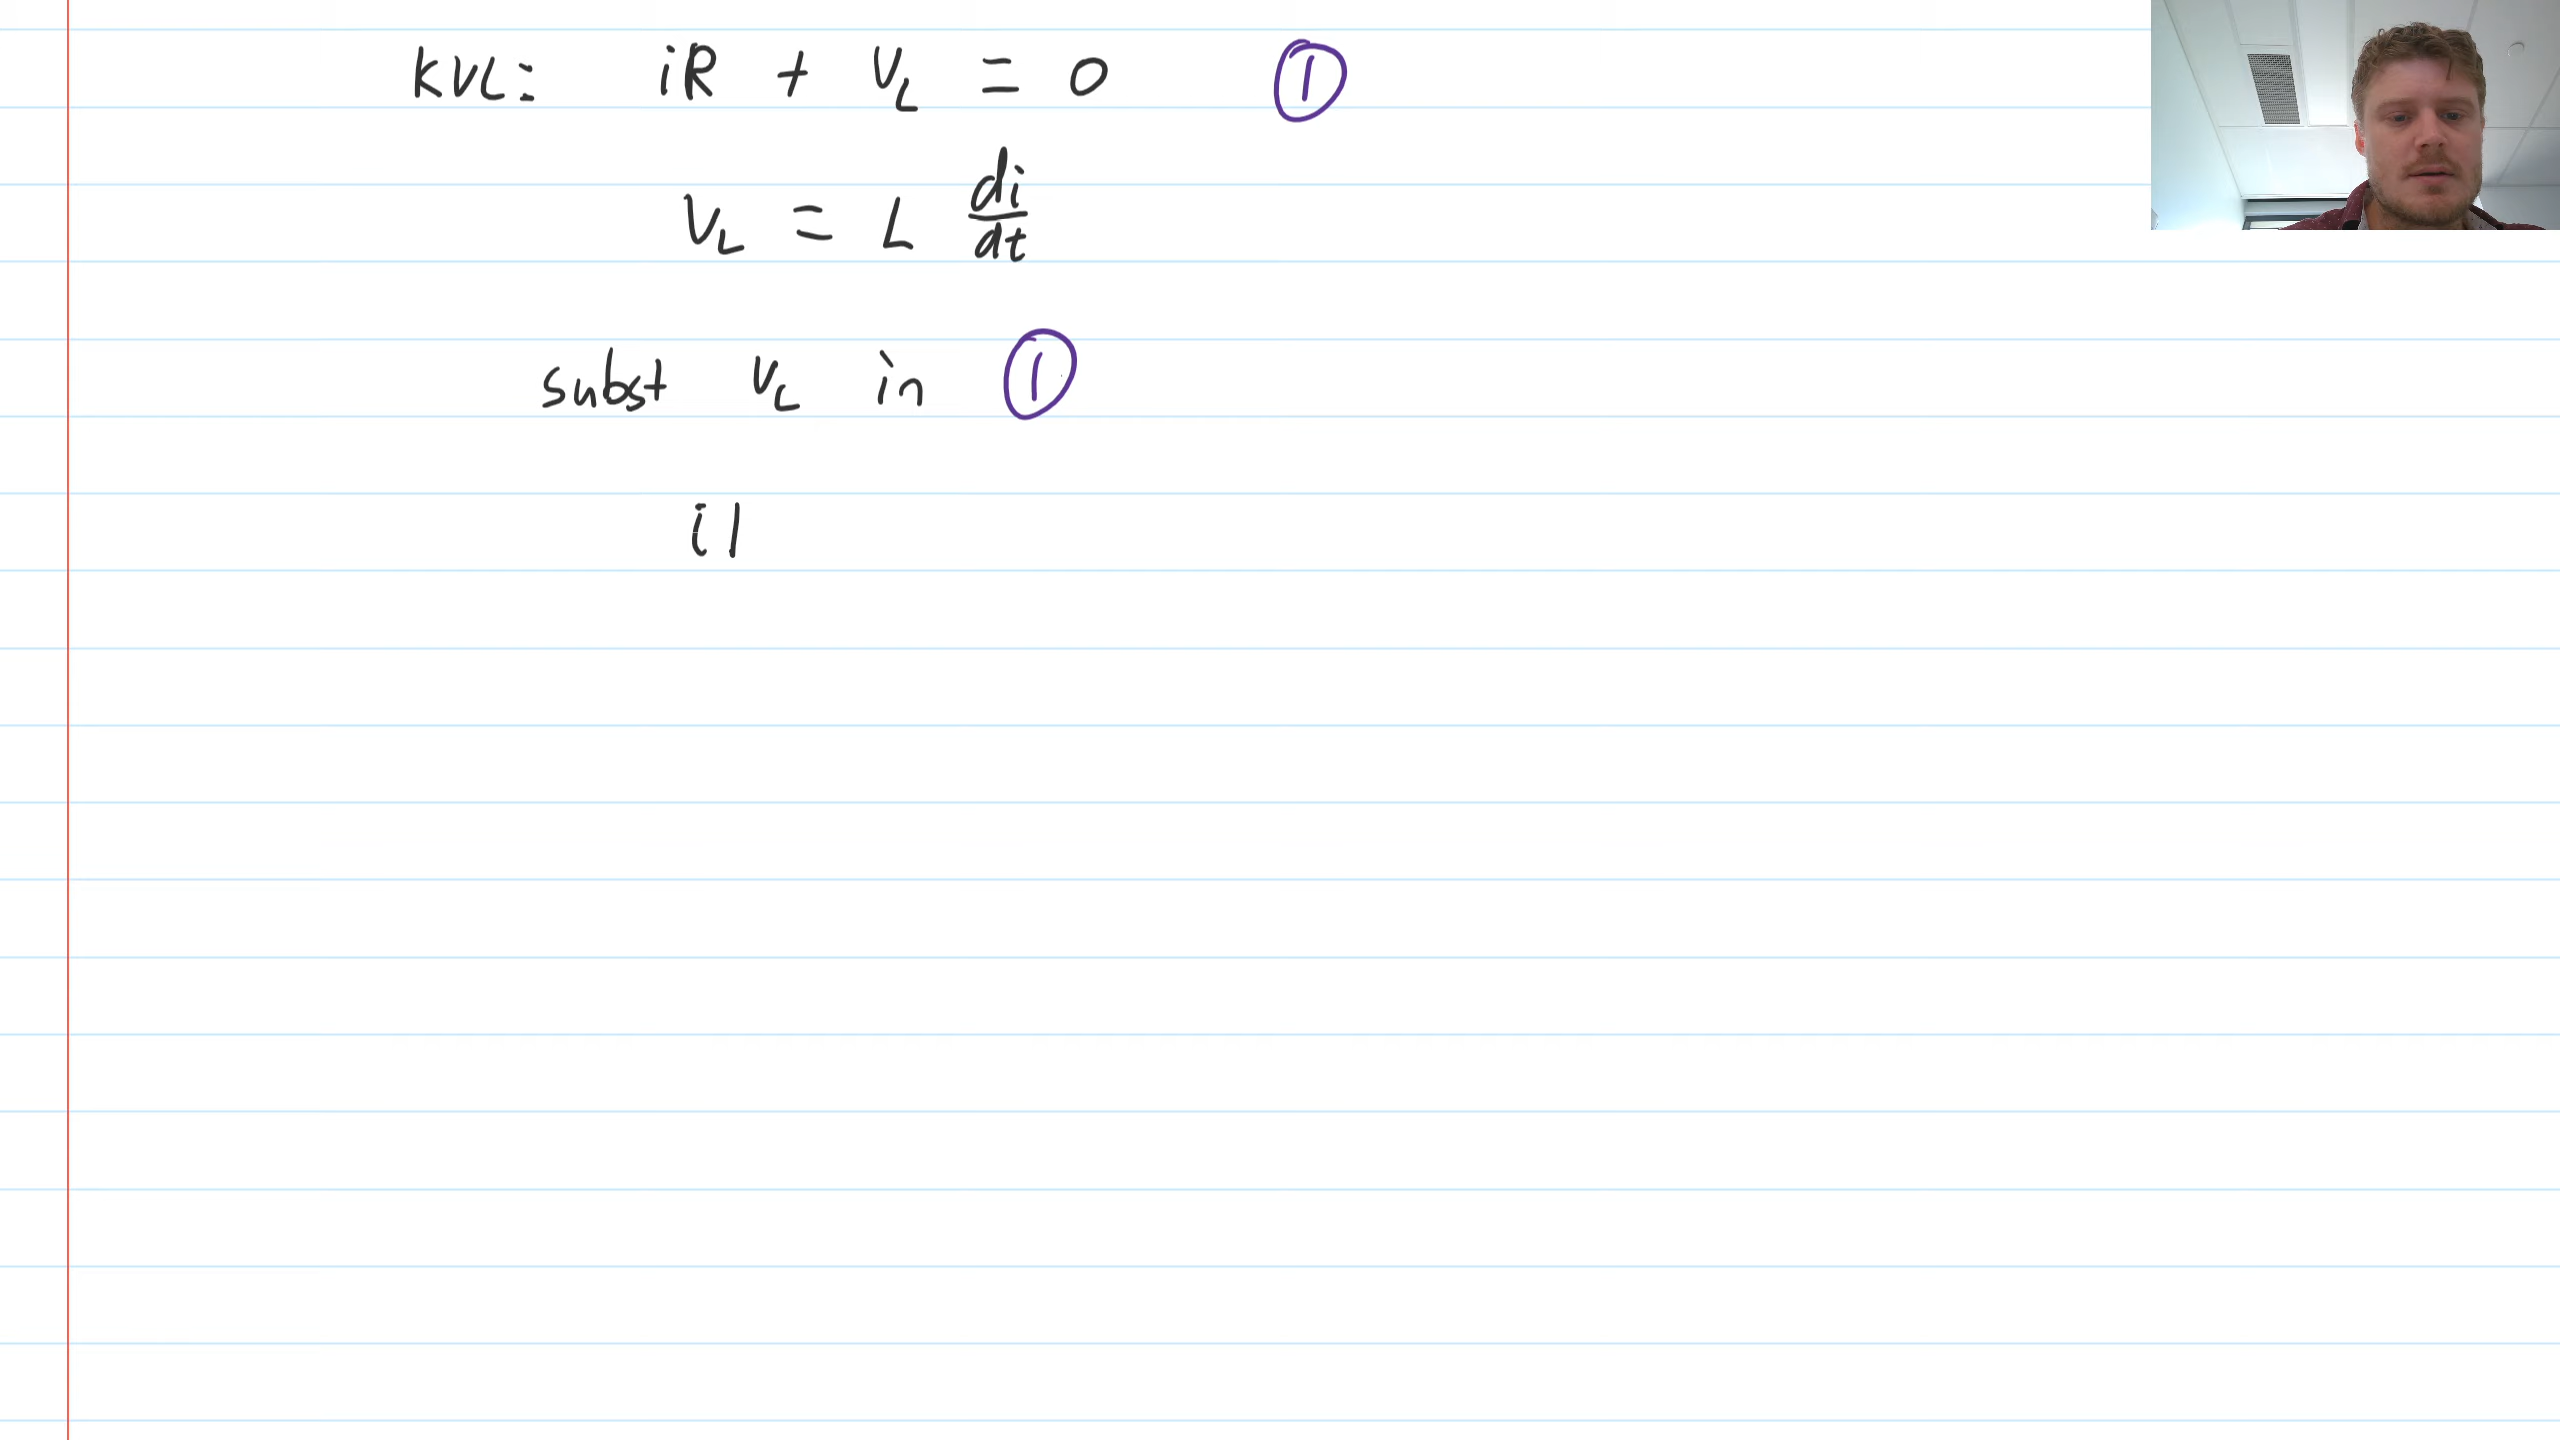 KVL: iR + V_L = 0 ①
V_L = L di/dt
subst V_L in ①
i |